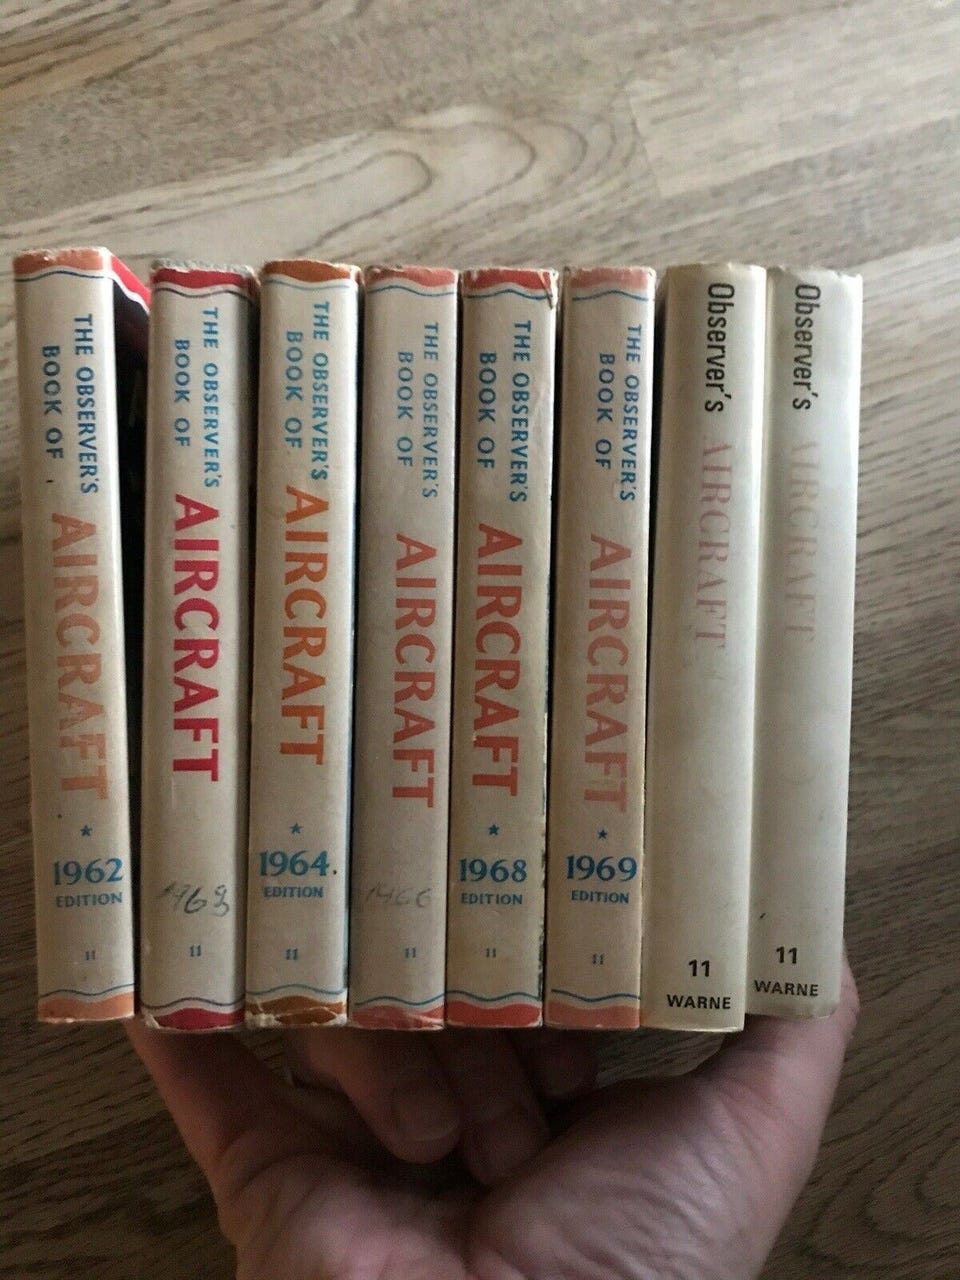 THE OBSERVER'S
BOOK OF
AIRCRAFT
1962
EDITION
11
THE OBSERVER'S
BOOK OF
AIRCRAFT
1963
11
THE OBSERVER'S
BOOK OF
AIRCRAFT
1964
EDITION
11
THE OBSERVER'S
BOOK OF
AIRCRAFT
1966
11
THE OBSERVER'S
BOOK OF
AIRCRAFT
1968
EDITION
11
THE OBSERVER'S
BOOK OF
AIRCRAFT
1969
EDITION
11
Observer's AIRCRAFT
11
WARNE
Observer's AIRCRAFT
11
WARNE